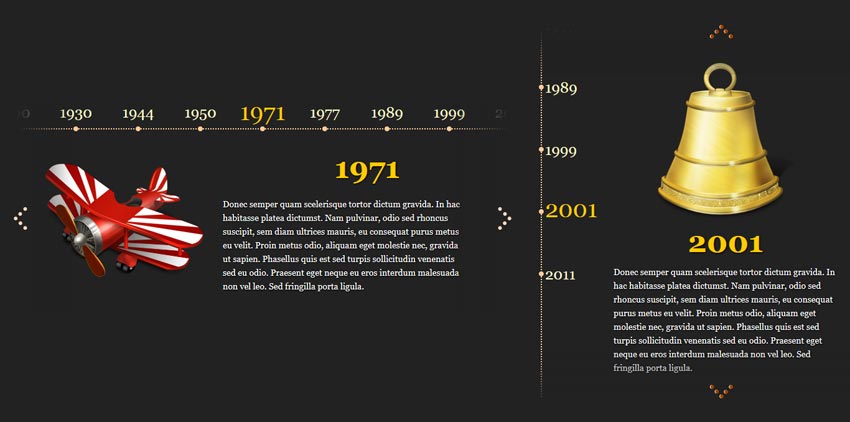 1930 1944 1950 1971 1977 1989 1999
1971
Donec semper quam scelerisque tortor dictum gravida. In hac
habitasse platea dictumst. Nam pulvinar, odio sed rhoncus
suscipit, sem diam ultrices mauris, eu consequat purus metus
eu velit. Proin metus odio, aliquam eget molestie nec, gravida
ut sapien. Phasellus quis est sed turpis sollicitudin venenatis
sed eu odio. Praesent eget neque eu eros interdum malesuada
non vel leo. Sed fringilla porta ligula.
1989
1999
2001
2011
2001
Donec semper quam scelerisque tortor dictum gravida. In
hac habitasse platea dictumst. Nam pulvinar, odio sed
rhoncus suscipit, sem diam ultrices mauris, eu consequat
purus metus eu velit. Proin metus odio, aliquam eget
molestie nec, gravida ut sapien. Phasellus quis est sed
turpis sollicitudin venenatis sed eu odio. Praesent eget
neque eu eros interdum malesuada non vel leo. Sed
fringilla porta ligula.